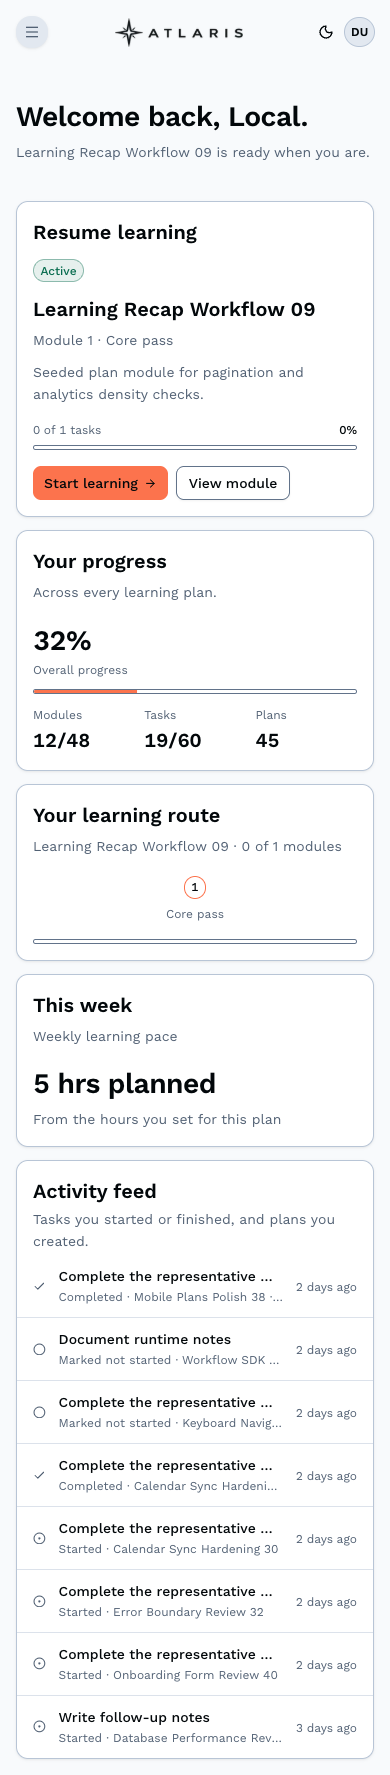 ATLARIS
DU
Welcome back, Local.
Learning Recap Workflow 09 is ready when you are.
Resume learning
Active
Learning Recap Workflow 09
Module 1 · Core pass
Seeded plan module for pagination and
analytics density checks.
0 of 1 tasks 0%
Start learning → View module
Your progress
Across every learning plan.
32%
Overall progress
Modules Tasks Plans
12/48 19/60 45
Your learning route
Learning Recap Workflow 09 · 0 of 1 modules
1
Core pass
This week
Weekly learning pace
5 hrs planned
From the hours you set for this plan
Activity feed
Tasks you started or finished, and plans you
created.
Complete the representative ...
Completed · Mobile Plans Polish 38 ·...
2 days ago
Document runtime notes
Marked not started · Workflow SDK ...
2 days ago
Complete the representative ...
Marked not started · Keyboard Navig...
2 days ago
Complete the representative ...
Completed · Calendar Sync Hardeni...
2 days ago
Complete the representative ...
Started · Calendar Sync Hardening 30
2 days ago
Complete the representative ...
Started · Error Boundary Review 32
2 days ago
Complete the representative ...
Started · Onboarding Form Review 40
2 days ago
Write follow-up notes
Started · Database Performance Rev...
3 days ago